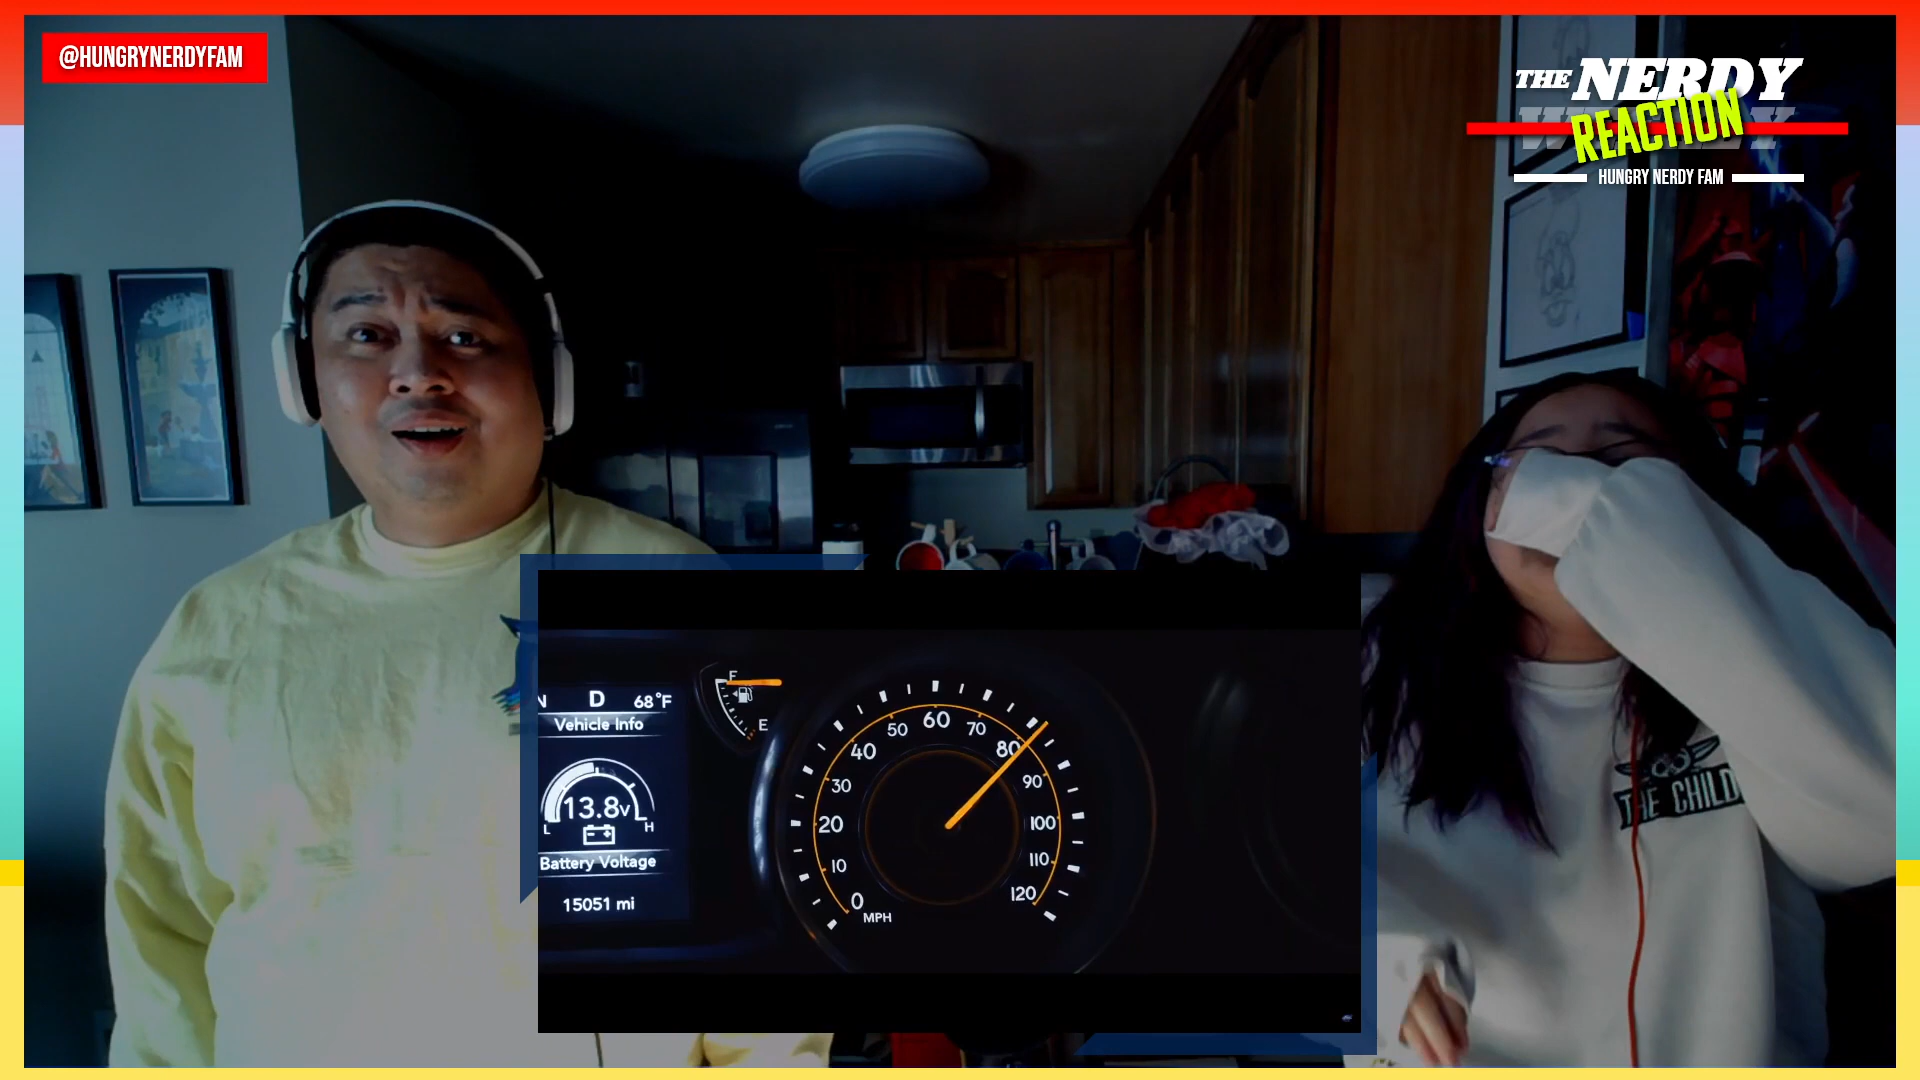 @HUNGRYNERDYFAM
THE NERDY
REACTION
HUNGRY NERDY FAM
N D 68°F
Vehicle Info
13.8V
L H
Battery Voltage
15051 mi
F
E
0 10 20 30 40 50 60 70 80 90 100 110 120
MPH
THE CHILD